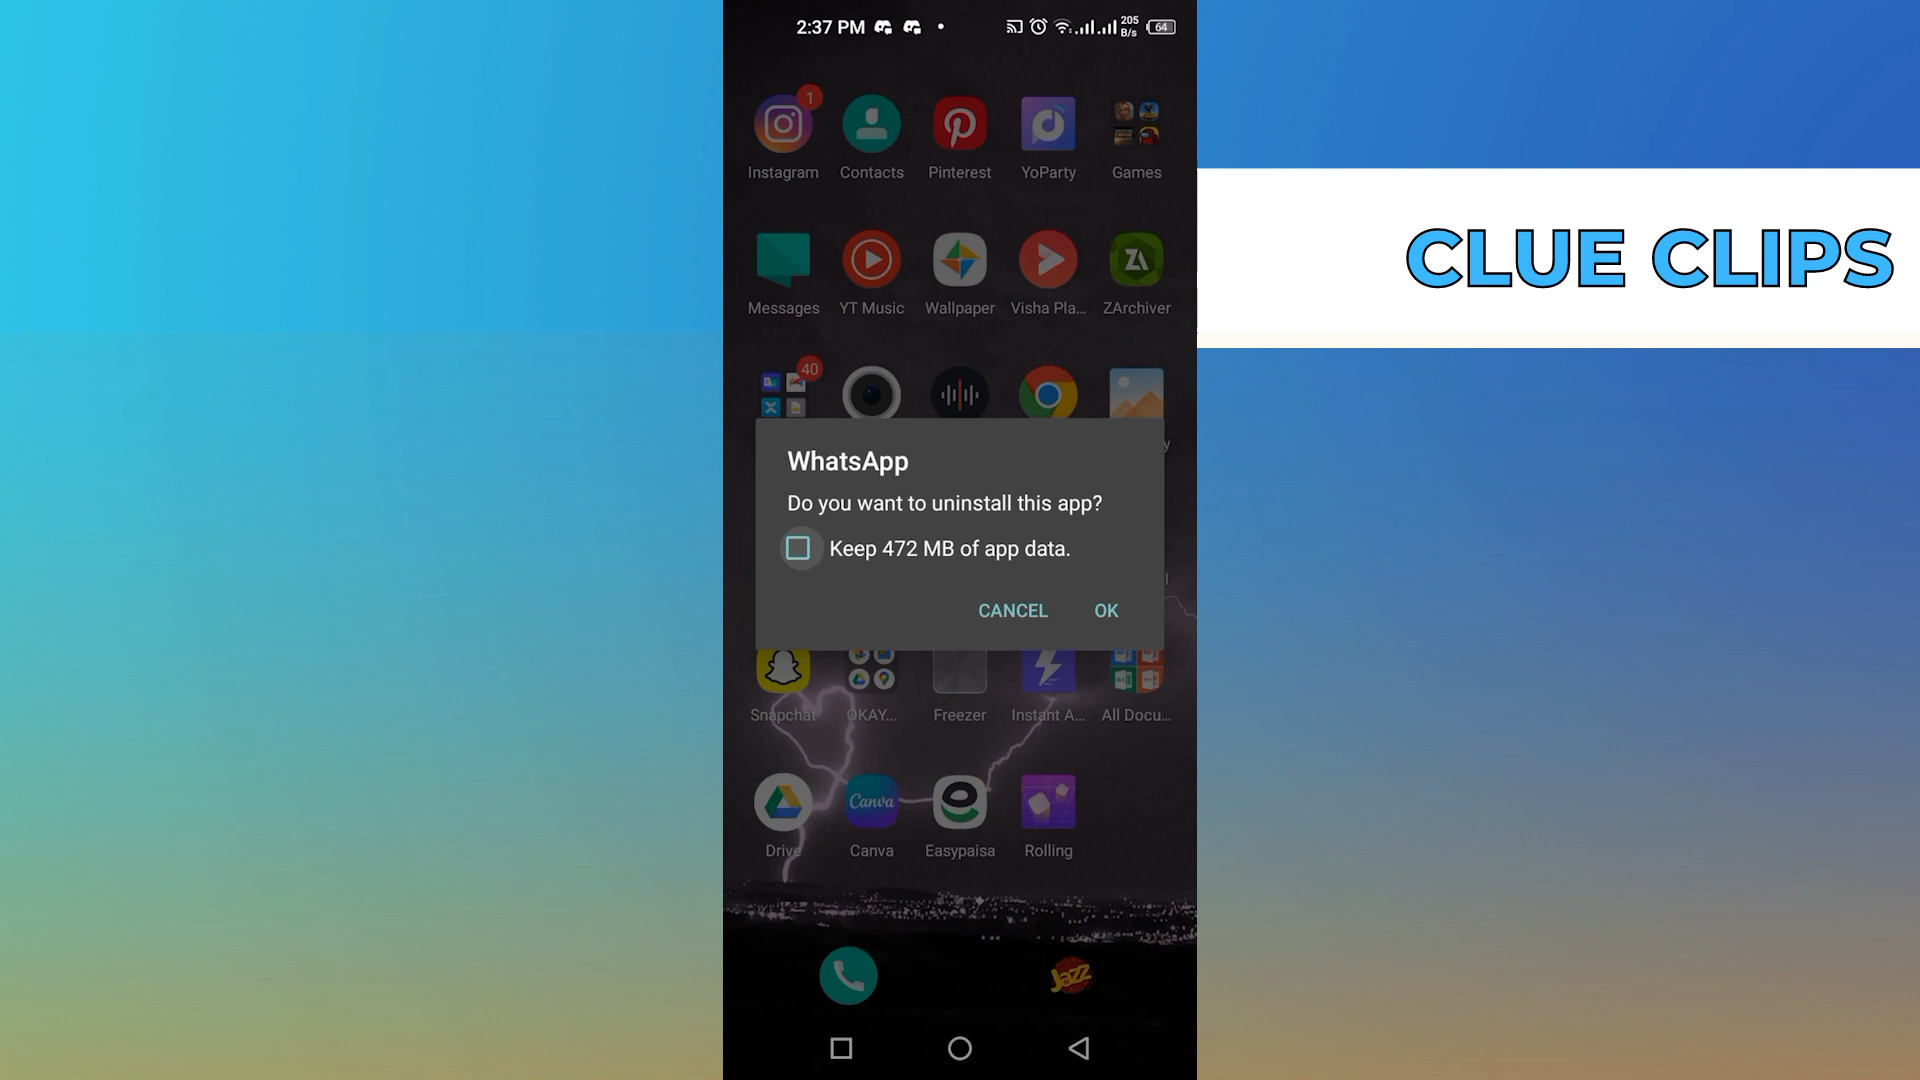 2:37 PM
205
B/s
64
1
Instagram
Contacts
Pinterest
YoParty
Games
CLUE CLIPS
Messages
YT Music
Wallpaper
Visha Pla...
ZArchiver
ZA
40
y
WhatsApp
Do you want to uninstall this app?
Keep 472 MB of app data.
l
CANCEL
OK
Snapchat
OKAY...
Freezer
Instant A...
All Docu...
Canva
Drive
Canva
Easypaisa
Rolling
Jazz